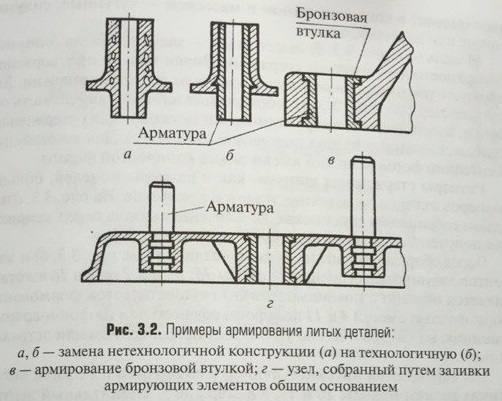 Бронзовая
втулка
Арматура
а
б
в
Арматура
г
Рис. 3.2. Примеры армирования литых деталей:
а, б — замена нетехнологичной конструкции (а) на технологичную (б);
в — армирование бронзовой втулкой; г — узел, собранный путем заливки
армирующих элементов общим основанием